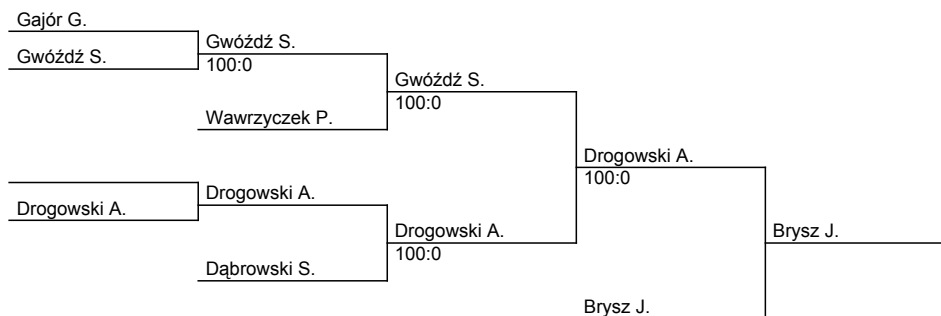 Gajór G.
Gwóźdź S.
Gwóźdź S.
100:0
Gwóźdź S.
100:0
Wawrzyczek P.
Drogowski A.
100:0
Drogowski A.
Drogowski A.
Drogowski A.
100:0
Brysz J.
Dąbrowski S.
Brysz J.